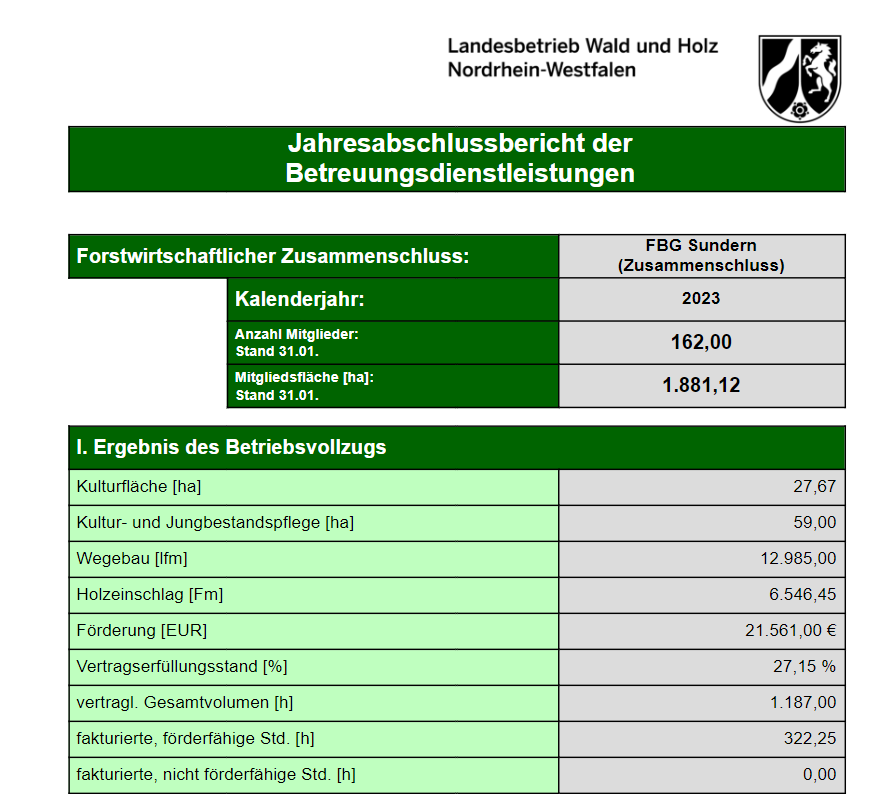 Landesbetrieb Wald und Holz
Nordrhein-Westfalen
Jahresabschlussbericht der
Betreuungsdienstleistungen
Forstwirtschaftlicher Zusammenschluss:
FBG Sundern
(Zusammenschluss)
Kalenderjahr:
2023
Anzahl Mitglieder:
Stand 31.01.
162,00
Mitgliedsfläche [ha]:
Stand 31.01.
1.881,12
I. Ergebnis des Betriebsvollzugs
Kulturfläche [ha] 27,67
Kultur- und Jungbestandspflege [ha] 59,00
Wegebau [lfm] 12.985,00
Holzeinschlag [Fm] 6.546,45
Förderung [EUR] 21.561,00 €
Vertragserfüllungsstand [%] 27,15 %
vertragl. Gesamtvolumen [h] 1.187,00
fakturierte, förderfähige Std. [h] 322,25
fakturierte, nicht förderfähige Std. [h] 0,00